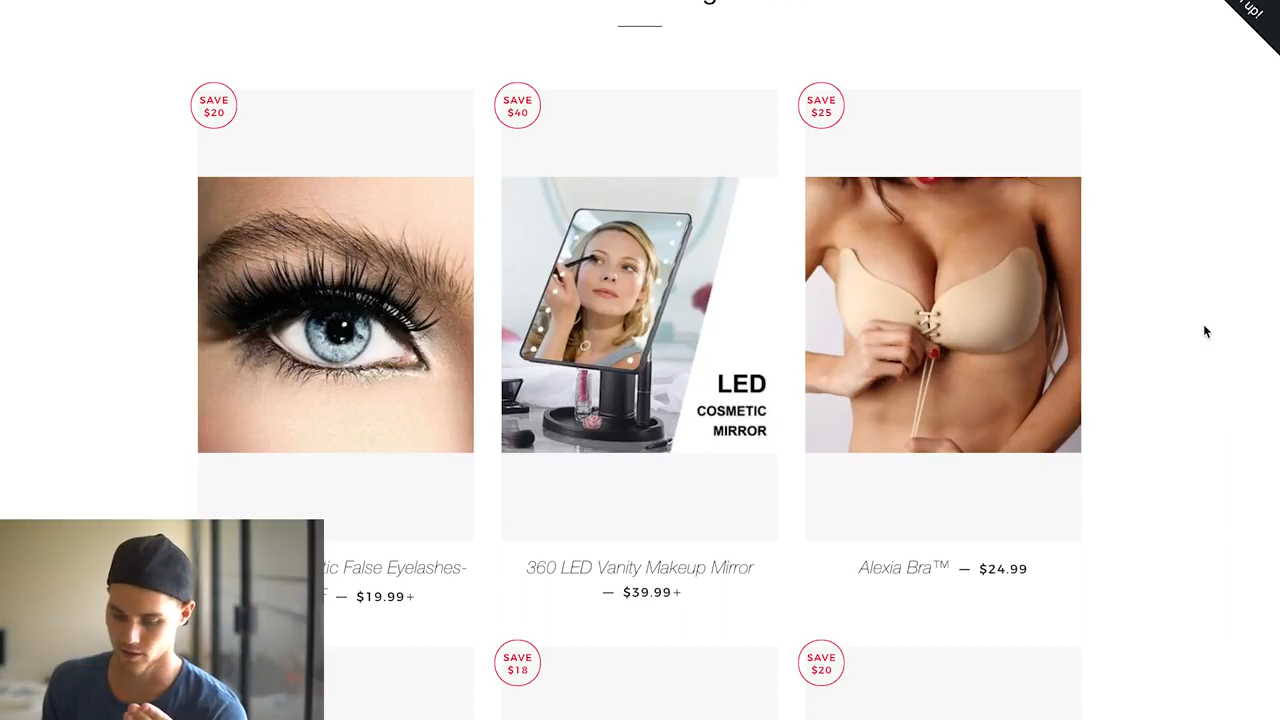 up!
SAVE
$20
SAVE
$40
SAVE
$25
LED
COSMETIC
MIRROR
tic False Eyelashes-
— $19.99+
360 LED Vanity Makeup Mirror
— $39.99+
Alexia Bra™ — $24.99
SAVE
$18
SAVE
$20